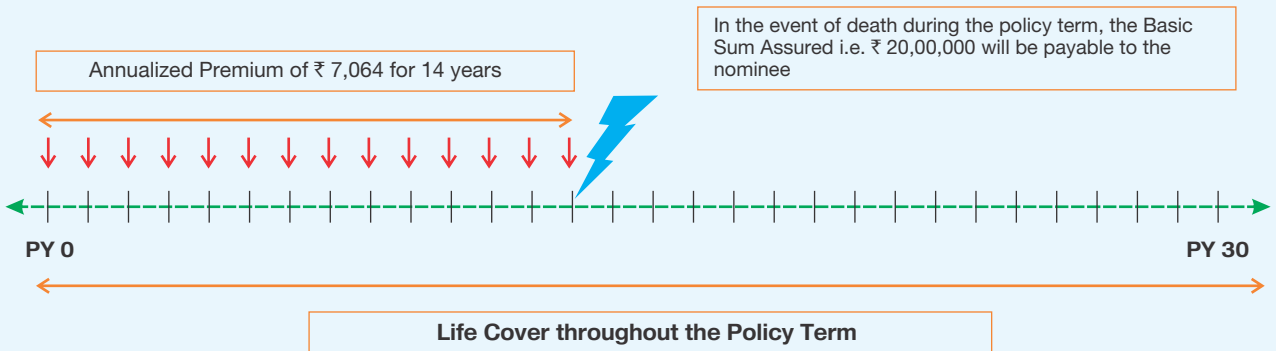 In the event of death during the policy term, the Basic
Sum Assured i.e. ₹ 20,00,000 will be payable to the
nominee
Annualized Premium of ₹ 7,064 for 14 years
PY 0
PY 30
Life Cover throughout the Policy Term